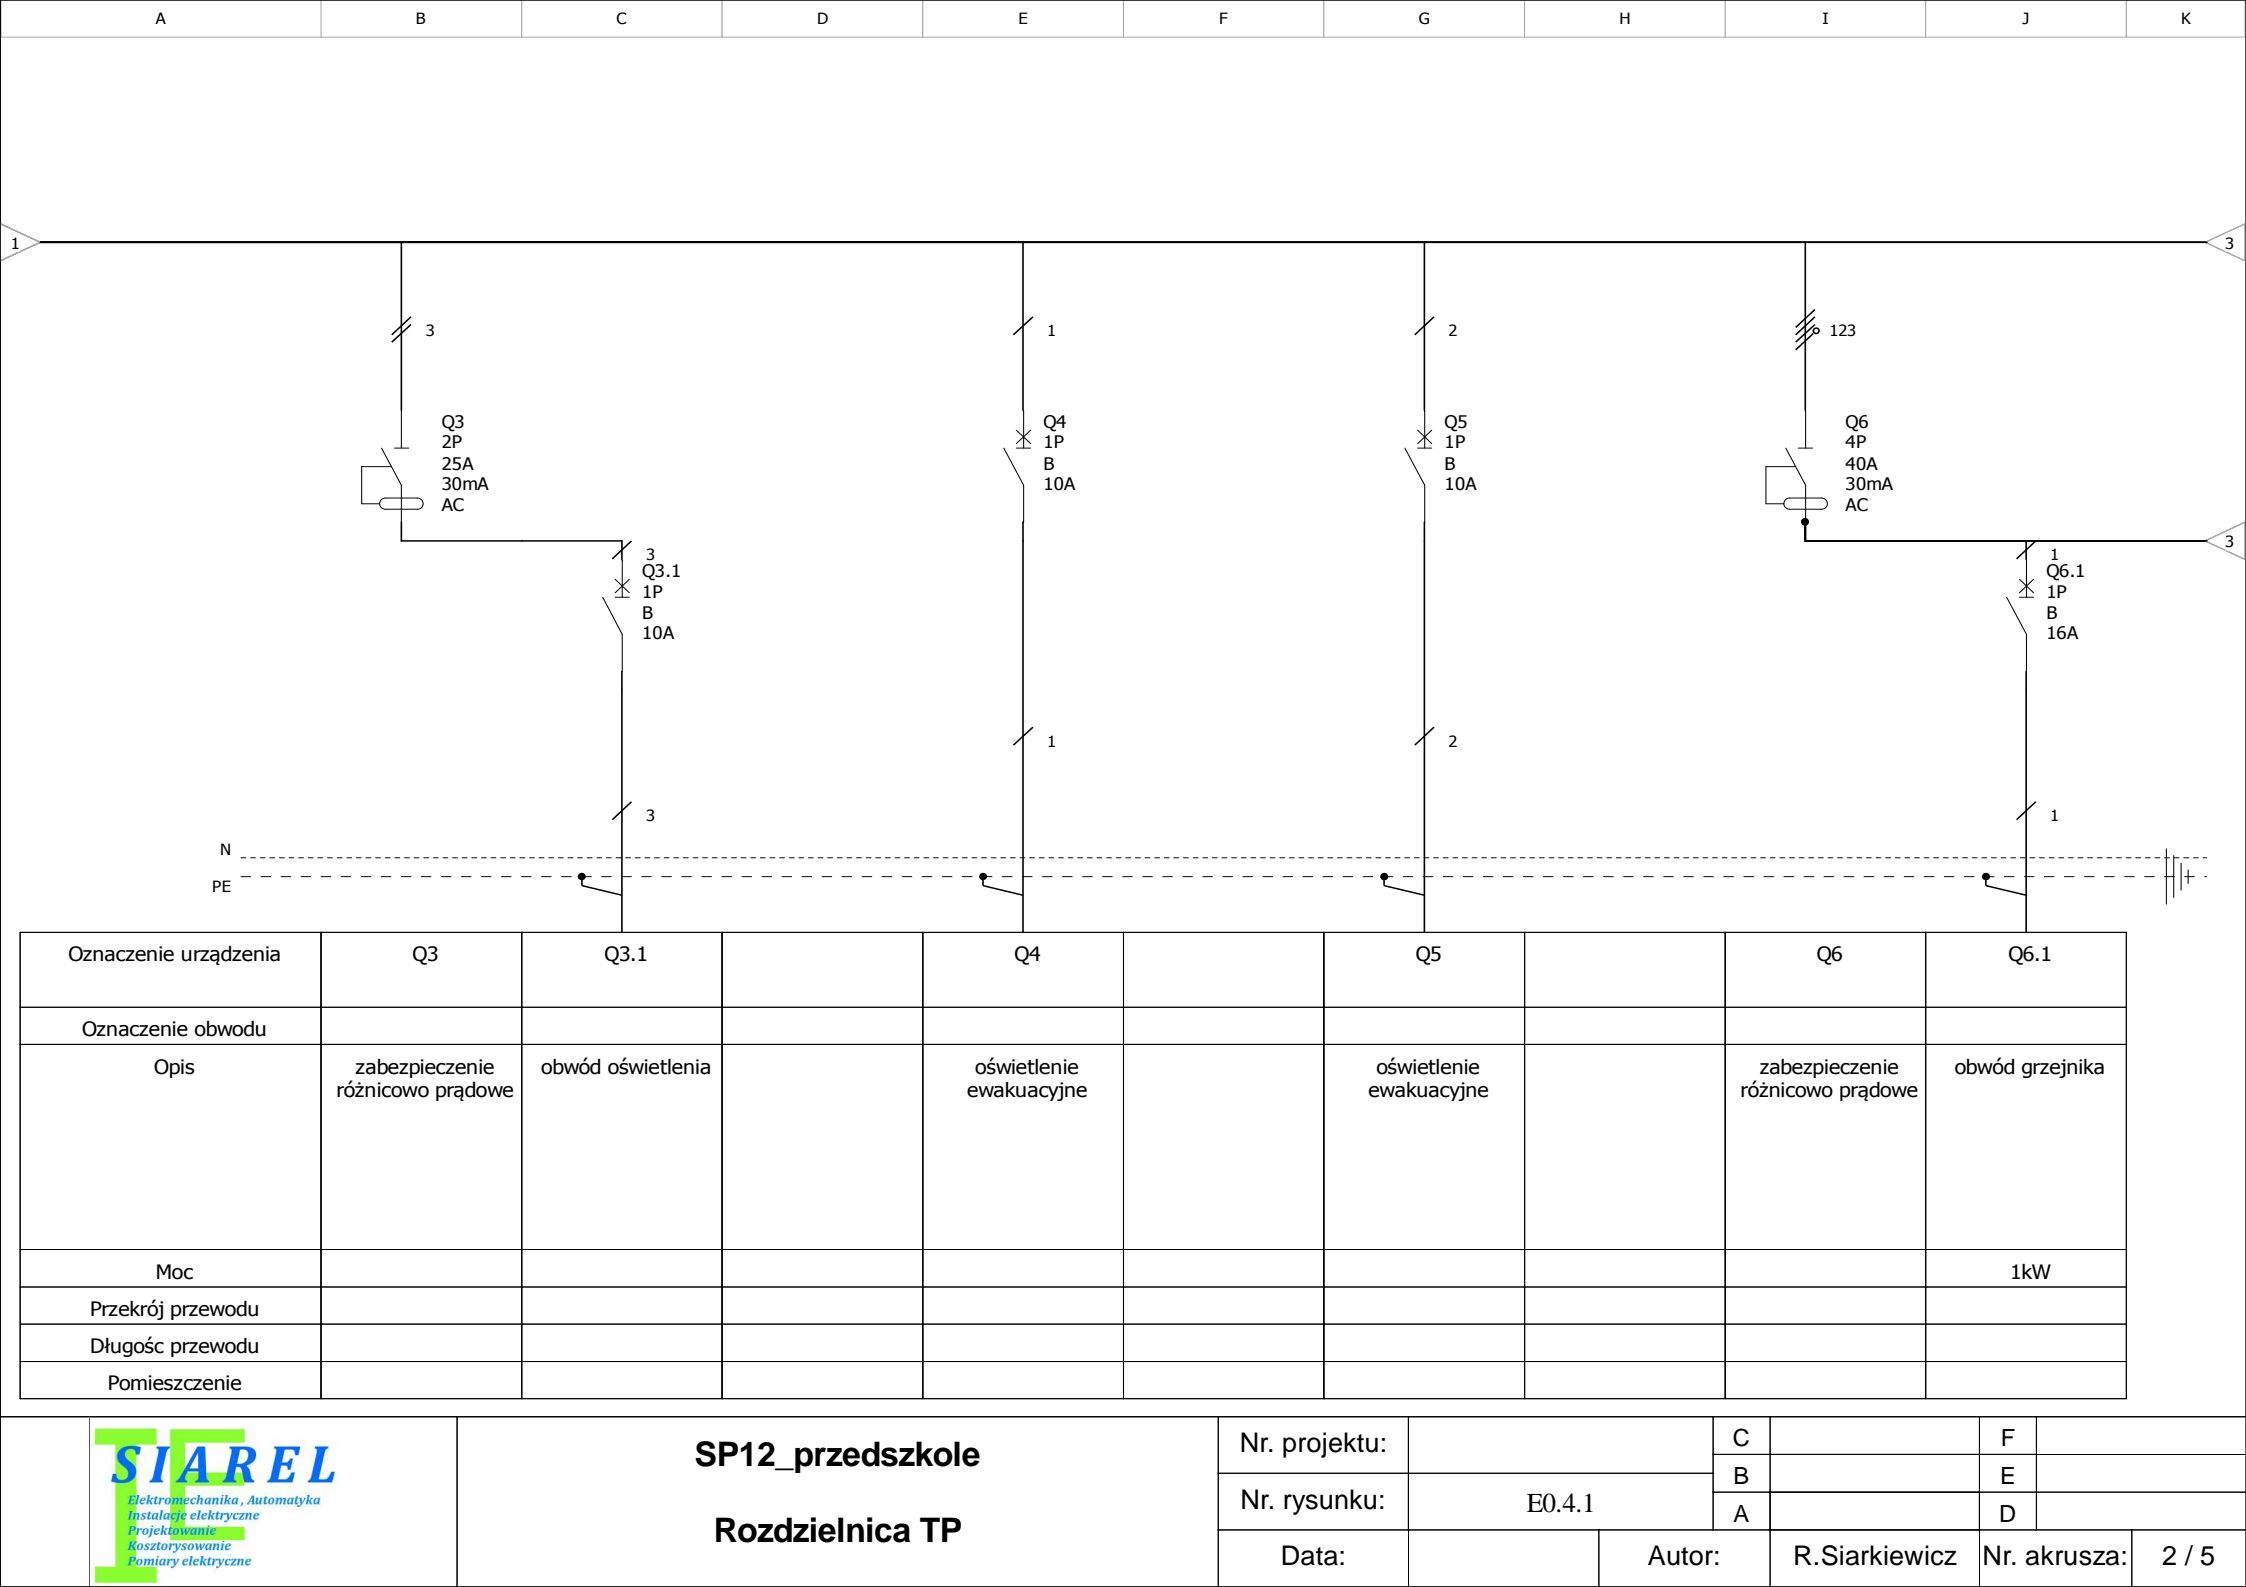 A B C D E F G H I J K
1 3
3 1 2 123
Q3 Q4 Q5 Q6
2P 1P 1P 4P
25A B B 40A
30mA 10A 10A 30mA
AC AC
3
3 1
Q3.1 Q6.1
1P 1P
B B
10A 16A
1 2
3 1
N
PE
Oznaczenie urządzenia Q3 Q3.1 Q4 Q5 Q6 Q6.1
Oznaczenie obwodu
Opis zabezpieczenie obwód oświetlenia oświetlenie oświetlenie zabezpieczenie obwód grzejnika
różnicowo prądowe ewakuacyjne ewakuacyjne różnicowo prądowe
Moc 1kW
Przekrój przewodu
Długośc przewodu
Pomieszczenie
SIAREL
Elektromechanika , Automatyka
Instalacje elektryczne
Projektowanie
Kosztorysowanie
Pomiary elektryczne
SP12_przedszkole
Rozdzielnica TP
Nr. projektu: C F
B E
Nr. rysunku: E0.4.1 A D
Data: Autor: R.Siarkiewicz Nr. akrusza: 2 / 5